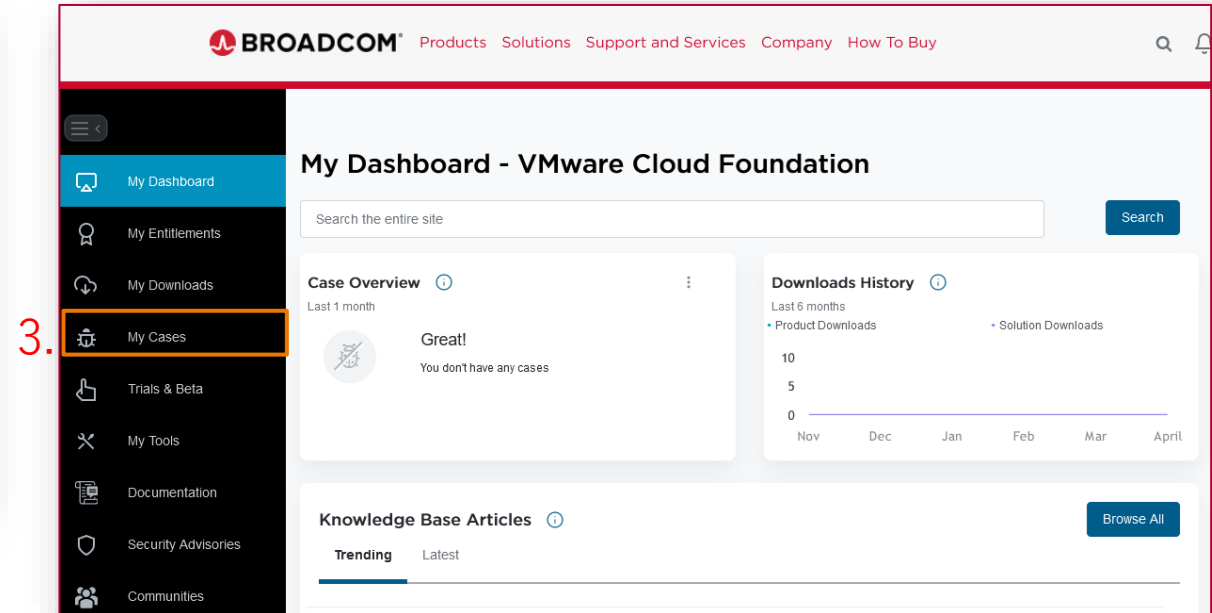 BROADCOM Products Solutions Support and Services Company How To Buy
My Dashboard - VMware Cloud Foundation
My Dashboard
Search the entire site
Search
My Entitlements
My Downloads
3.
My Cases
Trials & Beta
My Tools
Documentation
Security Advisories
Communities
Case Overview
Last 1 month
Great!
You don't have any cases
Downloads History
Last 6 months
Product Downloads
Solution Downloads
10
5
0
Nov Dec Jan Feb Mar April
Knowledge Base Articles
Browse All
Trending Latest